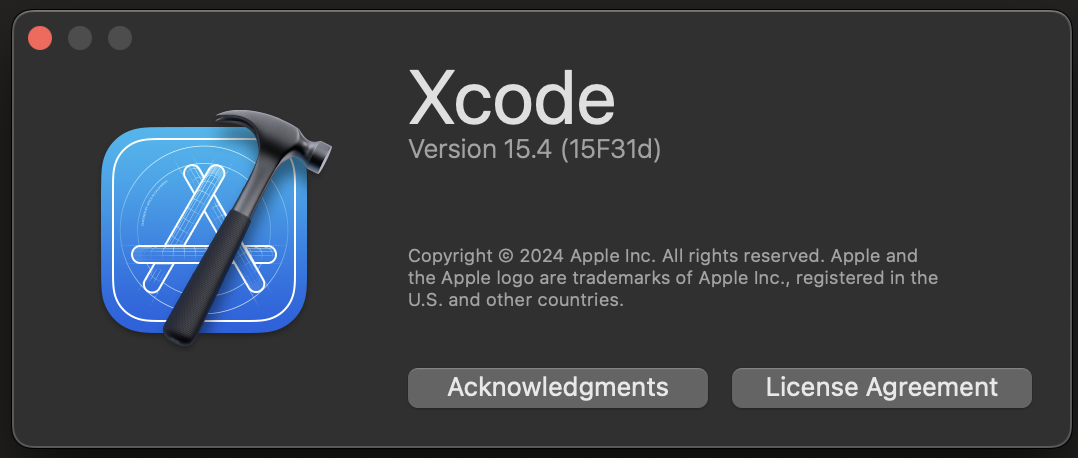 Xcode
Version 15.4 (15F31d)
Copyright © 2024 Apple Inc. All rights reserved. Apple and
the Apple logo are trademarks of Apple Inc., registered in the
U.S. and other countries.
Acknowledgments
License Agreement